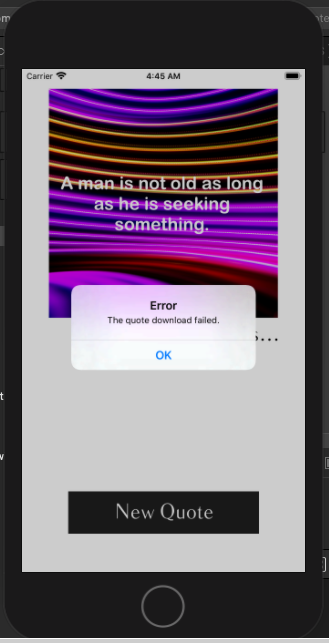 Carrier
4:45 AM
A man is not old as long
as he is seeking
something.
Error
The quote download failed.
OK
New Quote